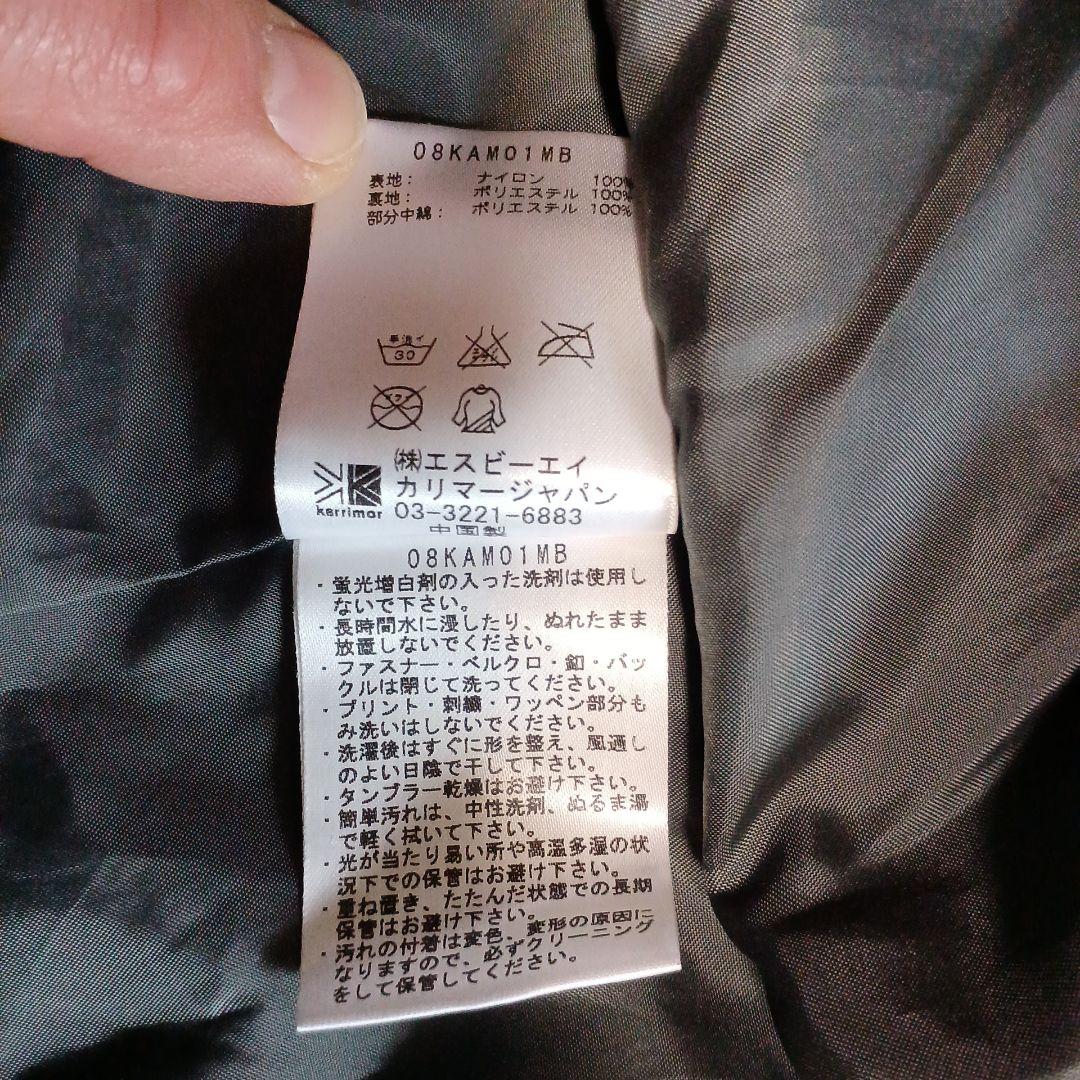 08KAM01MB
表地: ナイロン 100%
裏地: ポリエステル 100%
部分中綿: ポリエステル 100%
手洗イ
30
エンソサラシ
ドライ
㈱エスビーエイ
カリマージャパン
karrimor
03-3221-6883
中国製
08KAM01MB
・蛍光増白剤の入った洗剤は使用し
ないで下さい。
・長時間水に湿したり、ぬれたまま
放置しないでください。
・ファスナー・ベルクロ・釦・バッ
クルは閉じて洗ってください。
・プリント・刺繍・ワッペン部分も
み洗いはしないでください。
・洗濯後はすぐに形を整え、風通し
のよい日陰で干して下さい。
・タンブラー乾燥はお避け下さい。
・簡単汚れは、中性洗剤、ぬるま湯
で軽く拭いて下さい。
・光が当たり易い所や高温多湿の状
況下での保管はお避け下さい。
・重ね置き、たたんだ状態での長期
保管はお避け下さい。
・汚れの付着は変色、変形の原因に
なりますので、必ずクリーニング
をして保管してください。